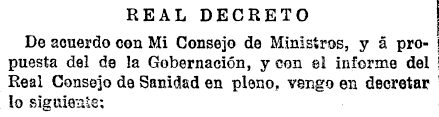 REAL DECRETO
De acuerdo con Mi Consejo de Ministros, y á pro-
puesta del de la Gobernación, y con el informe del
Real Consejo de Sanidad en pleno, vengo en decretar
lo siguiente: